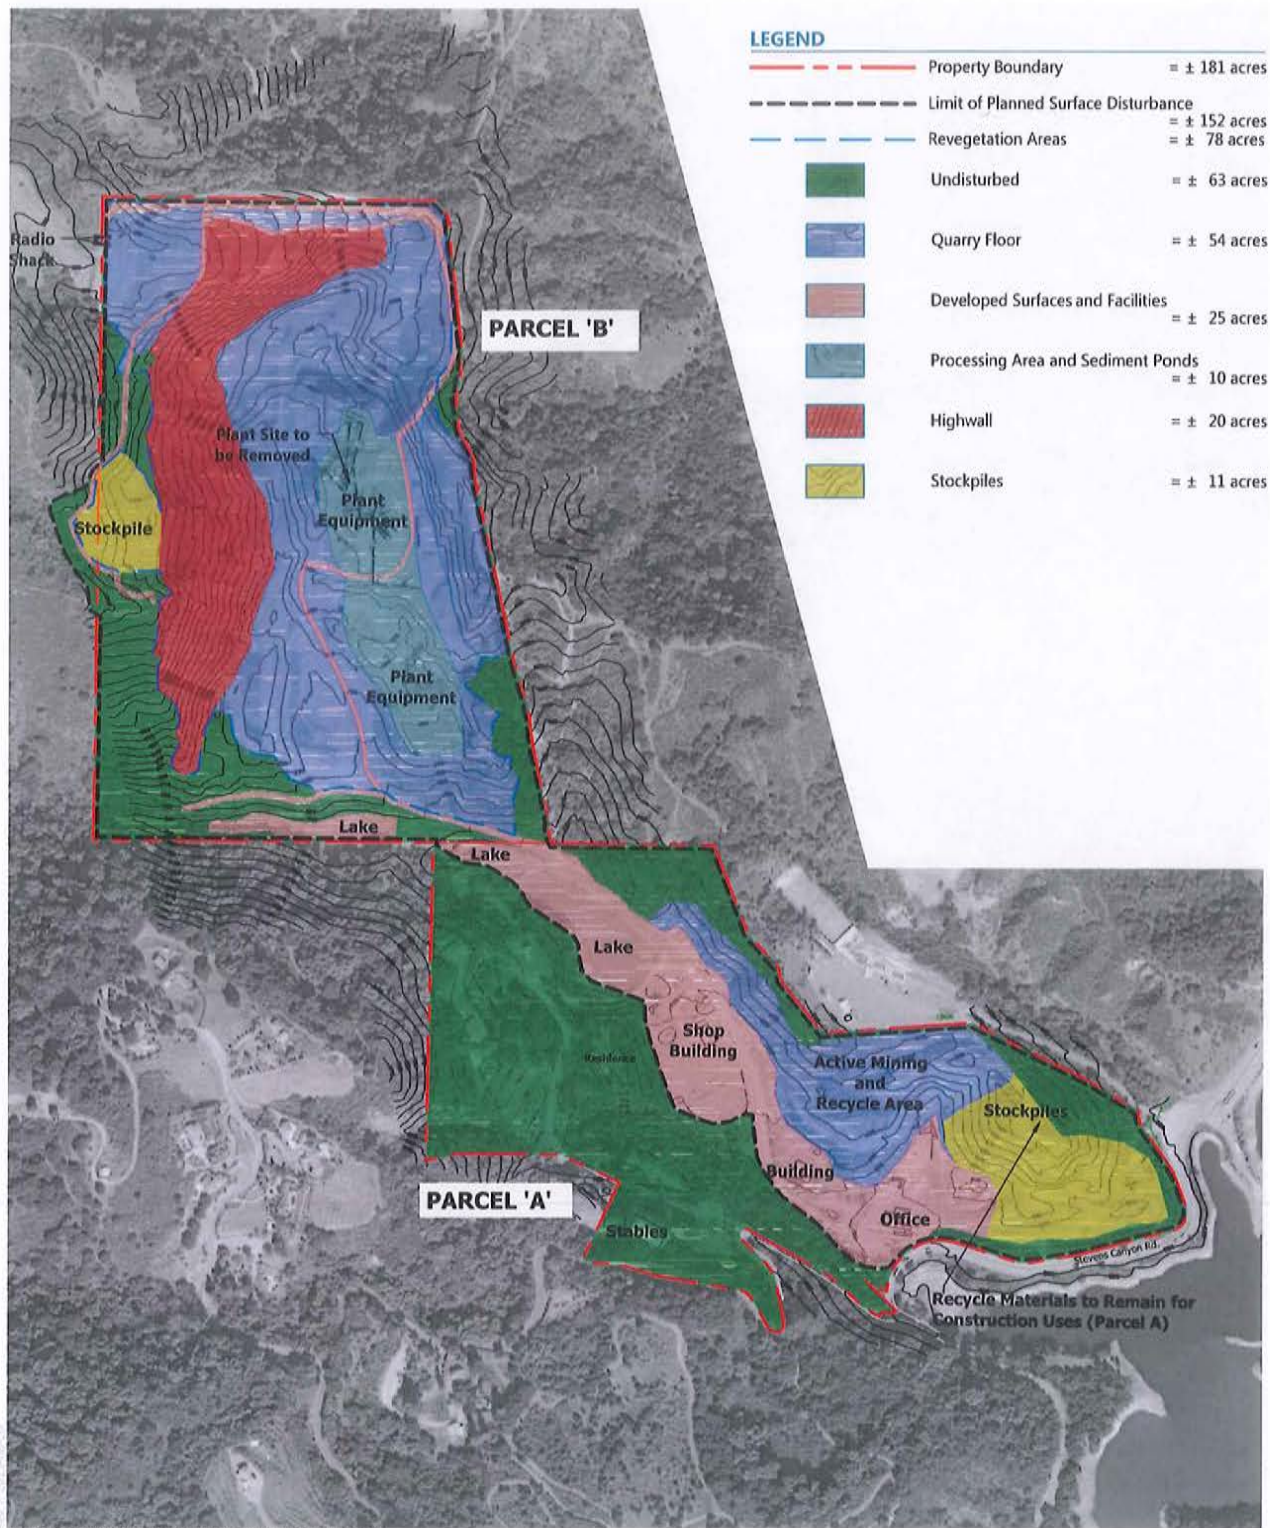 LEGEND
Property Boundary = ± 181 acres
Limit of Planned Surface Disturbance
= ± 152 acres
Revegetation Areas = ± 78 acres
Undisturbed = ± 63 acres
Quarry Floor = ± 54 acres
Developed Surfaces and Facilities
= ± 25 acres
Processing Area and Sediment Ponds
= ± 10 acres
Highwall = ± 20 acres
Stockpiles = ± 11 acres
Radio
Shack
PARCEL 'B'
Plant Site to
be Removed
Plant
Equipment
Stockpile
Plant
Equipment
Lake
Lake
Lake
Shop
Building
Residence
Active Mining
and
Recycle Area
Stockpiles
Building
PARCEL 'A'
Office
Stables
Stevens Canyon Rd.
Recycle Materials to Remain for
Construction Uses (Parcel A)